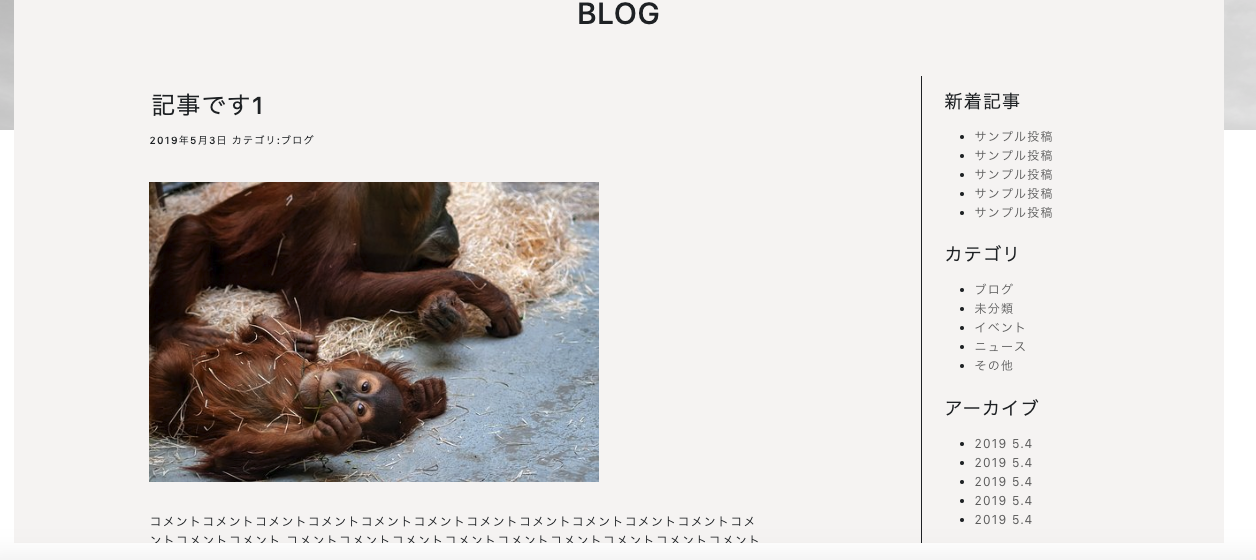 BLOG
記事です1
2019年5月3日 カテゴリ:ブログ
コメントコメントコメントコメントコメントコメントコメントコメントコメントコメントコメントコメ
ントコメントコメント コメントコメントコメントコメントコメントコメントコメントコメントコメント
新着記事
サンプル投稿
サンプル投稿
サンプル投稿
サンプル投稿
サンプル投稿
カテゴリ
ブログ
未分類
イベント
ニュース
その他
アーカイブ
2019 5.4
2019 5.4
2019 5.4
2019 5.4
2019 5.4